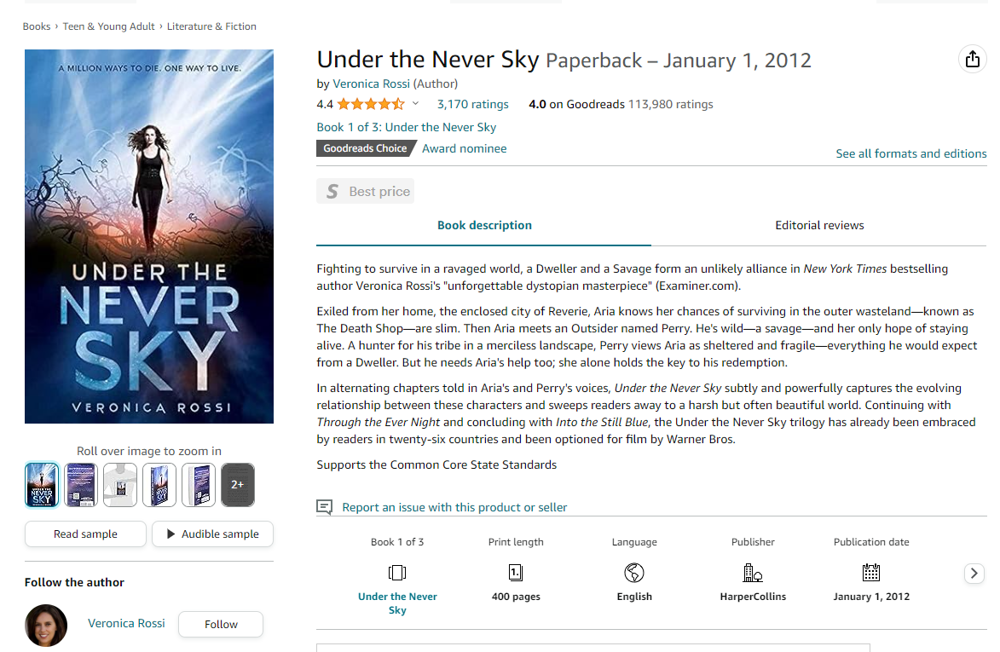 Books › Teen & Young Adult › Literature & Fiction
A MILLION WAYS TO DIE. ONE WAY TO LIVE.
UNDER THE
NEVER
SKY
VERONICA ROSSI
Roll over image to zoom in
UNDER THE
NEVER
SKY
2+
Read sample
Audible sample
Follow the author
Veronica Rossi
Follow
Under the Never Sky Paperback – January 1, 2012
by Veronica Rossi (Author)
4.4 3,170 ratings 4.0 on Goodreads 113,980 ratings
Book 1 of 3: Under the Never Sky
Goodreads Choice Award nominee
See all formats and editions
S Best price
Book description
Editorial reviews
Fighting to survive in a ravaged world, a Dweller and a Savage form an unlikely alliance in New York Times bestselling
author Veronica Rossi's "unforgettable dystopian masterpiece" (Examiner.com).
Exiled from her home, the enclosed city of Reverie, Aria knows her chances of surviving in the outer wasteland—known as
The Death Shop—are slim. Then Aria meets an Outsider named Perry. He's wild—a savage—and her only hope of staying
alive. A hunter for his tribe in a merciless landscape, Perry views Aria as sheltered and fragile—everything he would expect
from a Dweller. But he needs Aria's help too; she alone holds the key to his redemption.
In alternating chapters told in Aria's and Perry's voices, Under the Never Sky subtly and powerfully captures the evolving
relationship between these characters and sweeps readers away to a harsh but often beautiful world. Continuing with
Through the Ever Night and concluding with Into the Still Blue, the Under the Never Sky trilogy has already been embraced
by readers in twenty-six countries and been optioned for film by Warner Bros.
Supports the Common Core State Standards
Report an issue with this product or seller
Book 1 of 3
Under the Never
Sky
Print length
1.
400 pages
Language
English
Publisher
HarperCollins
Publication date
January 1, 2012